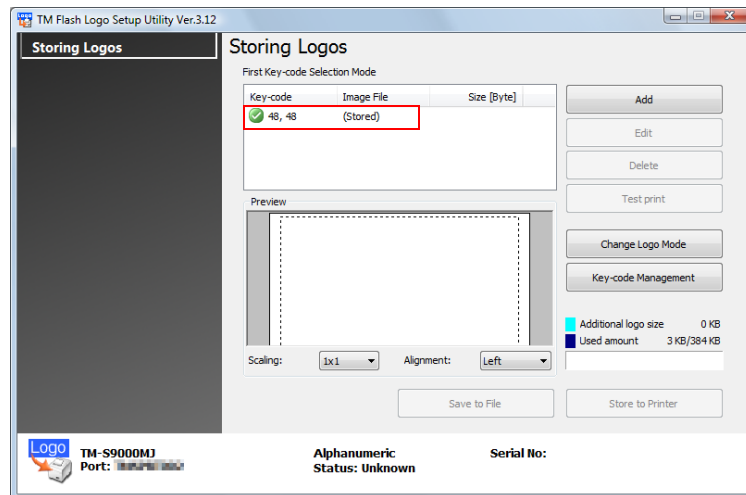 TM Flash Logo Setup Utility Ver.3.12
Storing Logos
Storing Logos
First Key-code Selection Mode
Key-code Image File Size [Byte]
48, 48 (Stored)
Add
Edit
Delete
Test print
Preview
Change Logo Mode
Key-code Management
Additional logo size 0 KB
Used amount 3 KB/384 KB
Scaling: 1x1 Alignment: Left
Save to File Store to Printer
Logo
TM-S9000MJ Alphanumeric Serial No:
Port: Status: Unknown